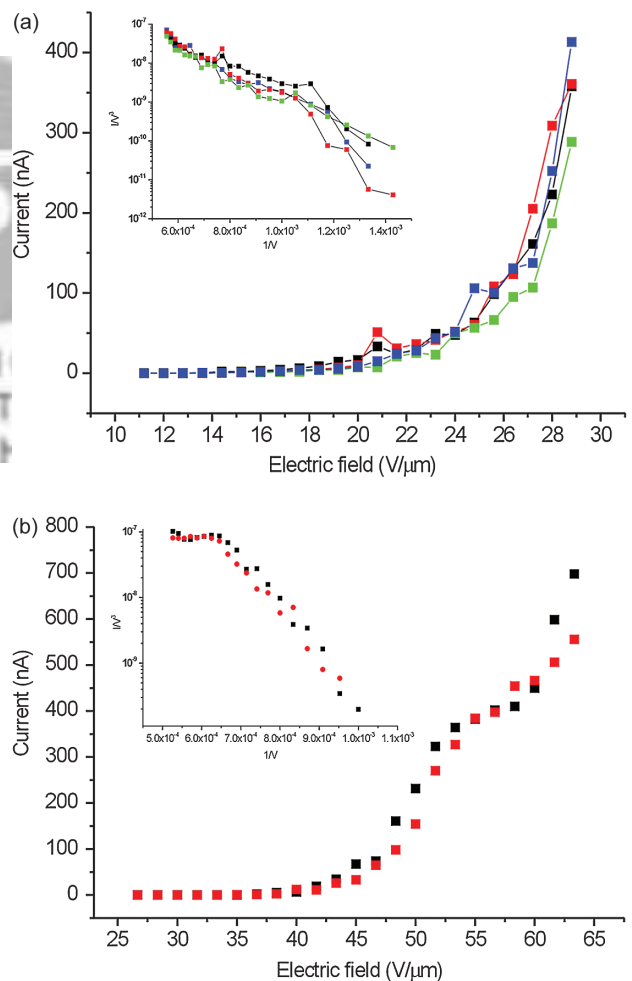 (a)
400
300
200
100
0
Current (nA)
10 12 14 16 18 20 22 24 26 28 30
Electric field (V/μm)
10⁻⁷
10⁻⁸
10⁻⁹
10⁻¹⁰
10⁻¹¹
10⁻¹²
I/V³
6.0x10⁻⁴ 8.0x10⁻⁴ 1.0x10⁻³ 1.2x10⁻³ 1.4x10⁻³
1/V
(b)
800
700
600
500
400
300
200
100
0
Current (nA)
25 30 35 40 45 50 55 60 65
Electric field (V/μm)
10⁻⁷
10⁻⁸
10⁻⁹
I/V³
5.0x10⁻⁴ 6.0x10⁻⁴ 7.0x10⁻⁴ 8.0x10⁻⁴ 9.0x10⁻⁴ 1.0x10⁻³ 1.1x10⁻³
1/V